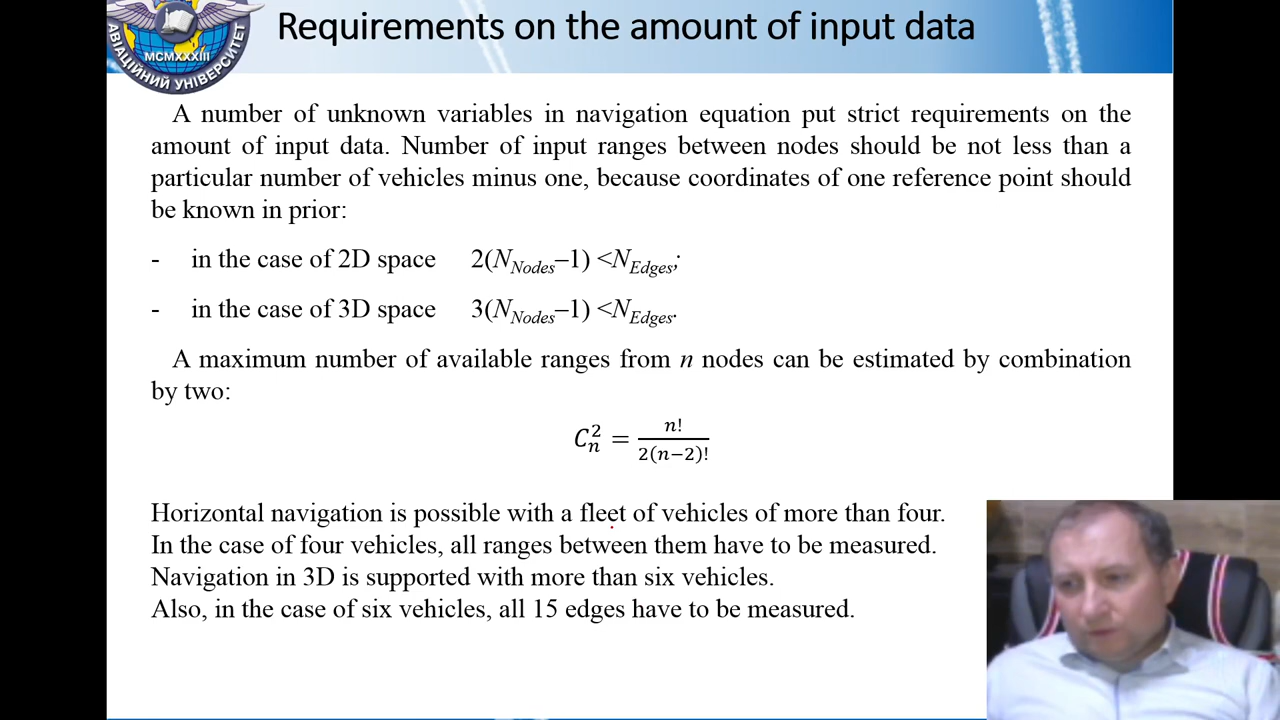 АВІАЦІЙНИЙ УНІВЕРСИТЕТ
MCMXXXIII
Requirements on the amount of input data
A number of unknown variables in navigation equation put strict requirements on the
amount of input data. Number of input ranges between nodes should be not less than a
particular number of vehicles minus one, because coordinates of one reference point should
be known in prior:
- in the case of 2D space 2(N_Nodes–1) <N_Edges;
- in the case of 3D space 3(N_Nodes–1) <N_Edges.
A maximum number of available ranges from n nodes can be estimated by combination
by two:
C_n^2 = n! / 2(n−2)!
Horizontal navigation is possible with a fleet of vehicles of more than four.
In the case of four vehicles, all ranges between them have to be measured.
Navigation in 3D is supported with more than six vehicles.
Also, in the case of six vehicles, all 15 edges have to be measured.